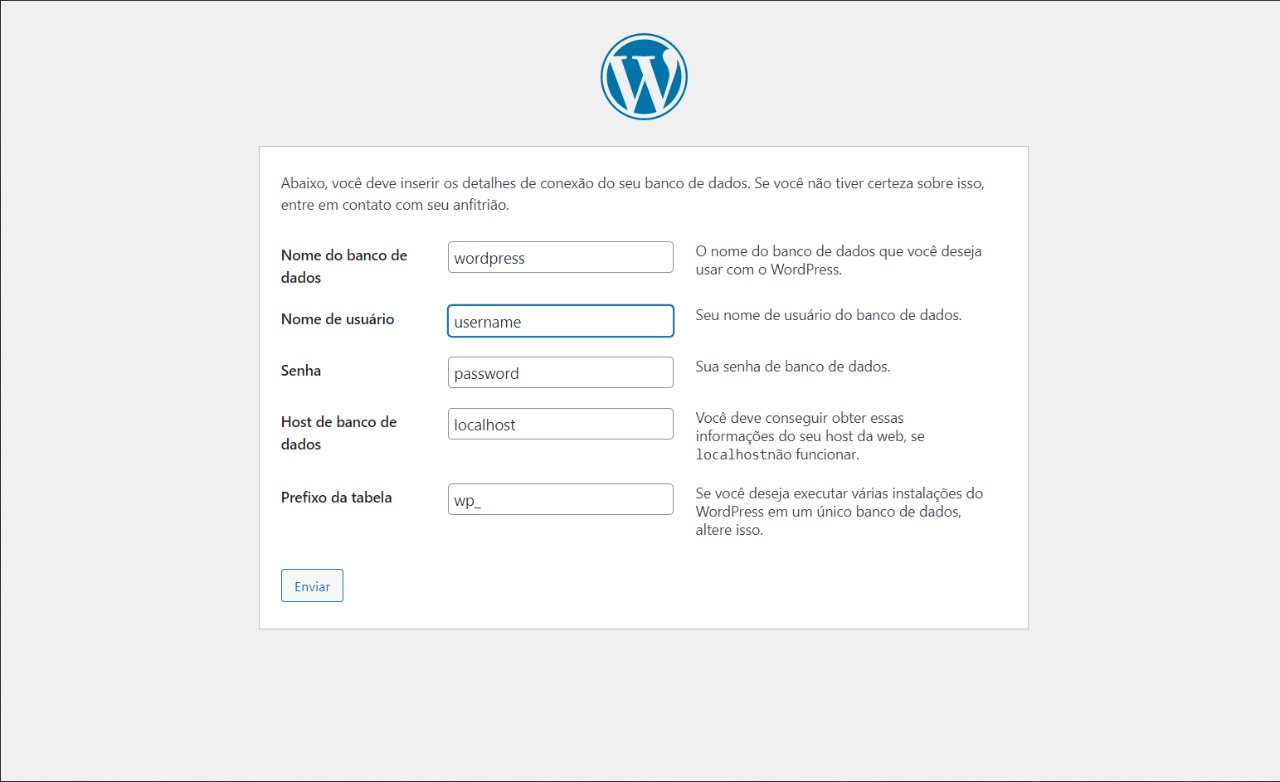 Abaixo, você deve inserir os detalhes de conexão do seu banco de dados. Se você não tiver certeza sobre isso,
entre em contato com seu anfitrião.
Nome do banco de
dados
wordpress
O nome do banco de dados que você deseja
usar com o WordPress.
Nome de usuário
username
Seu nome de usuário do banco de dados.
Senha
password
Sua senha de banco de dados.
Host de banco de
dados
localhost
Você deve conseguir obter essas
informações do seu host da web, se
localhostnão funcionar.
Prefixo da tabela
wp_
Se você deseja executar várias instalações do
WordPress em um único banco de dados,
altere isso.
Enviar